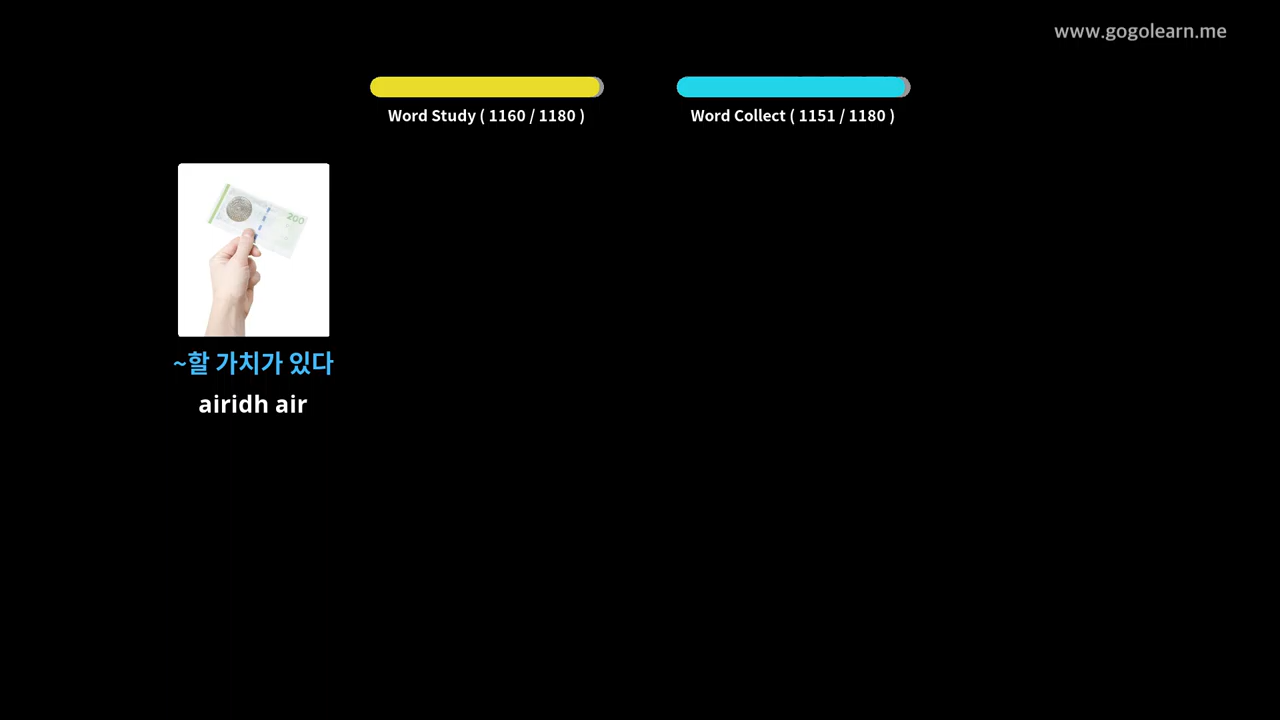 www.gogolearn.me
Word Study ( 1160 / 1180 )
Word Collect ( 1151 / 1180 )
200
~할 가치가 있다
airidh air